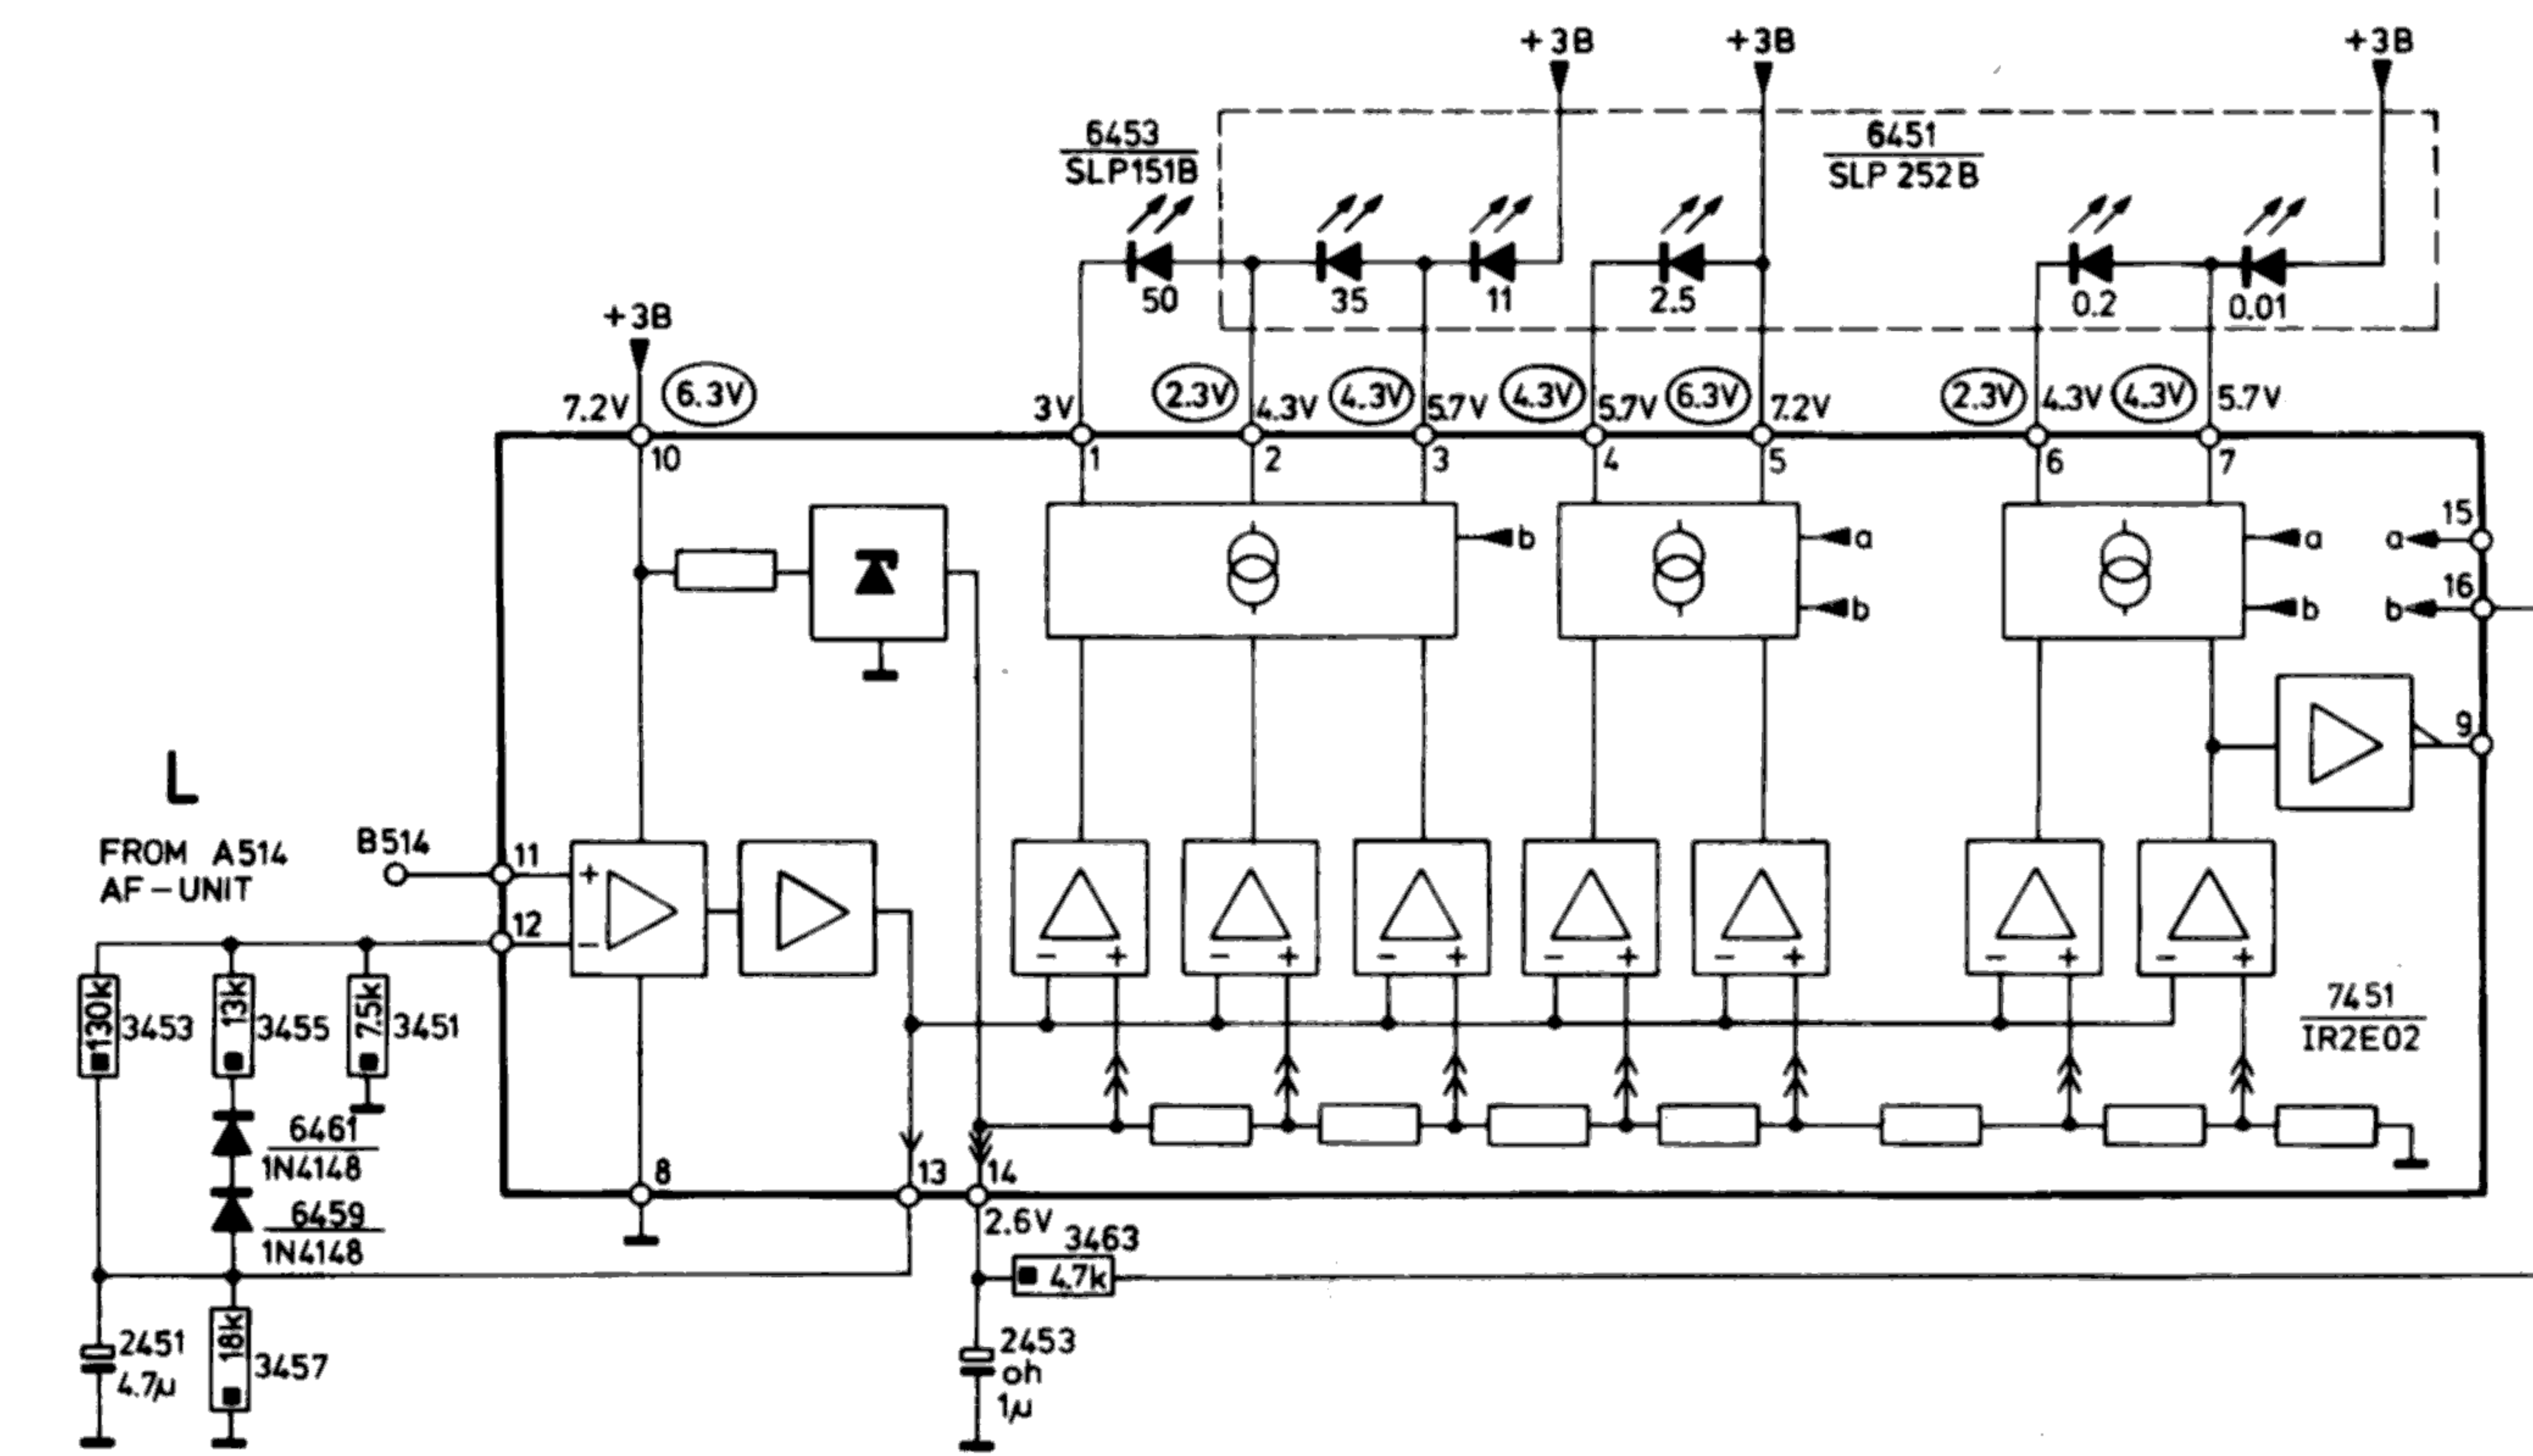 +3B +3B +3B
6453
SLP151B
6451
SLP 252B
50 35 11 2.5 0.2 0.01
+3B
7.2V 6.3V 3V 2.3V 4.3V 4.3V 5.7V 4.3V 5.7V 6.3V 7.2V 2.3V 4.3V 4.3V 5.7V
10 1 2 3 4 5 6 7
b a a a 15
b b b 16
9
L
FROM A514
AF-UNIT
B514
11 +
12 -
- + - + - + - + - + - + - +
130k 3453 13k 3455 7.5k 3451
7451
IR2E02
6461
1N4148
6459
1N4148
8 13 14
2.6V
3463
4.7k
2451
4.7µ
18k 3457
2453
oh
1µ